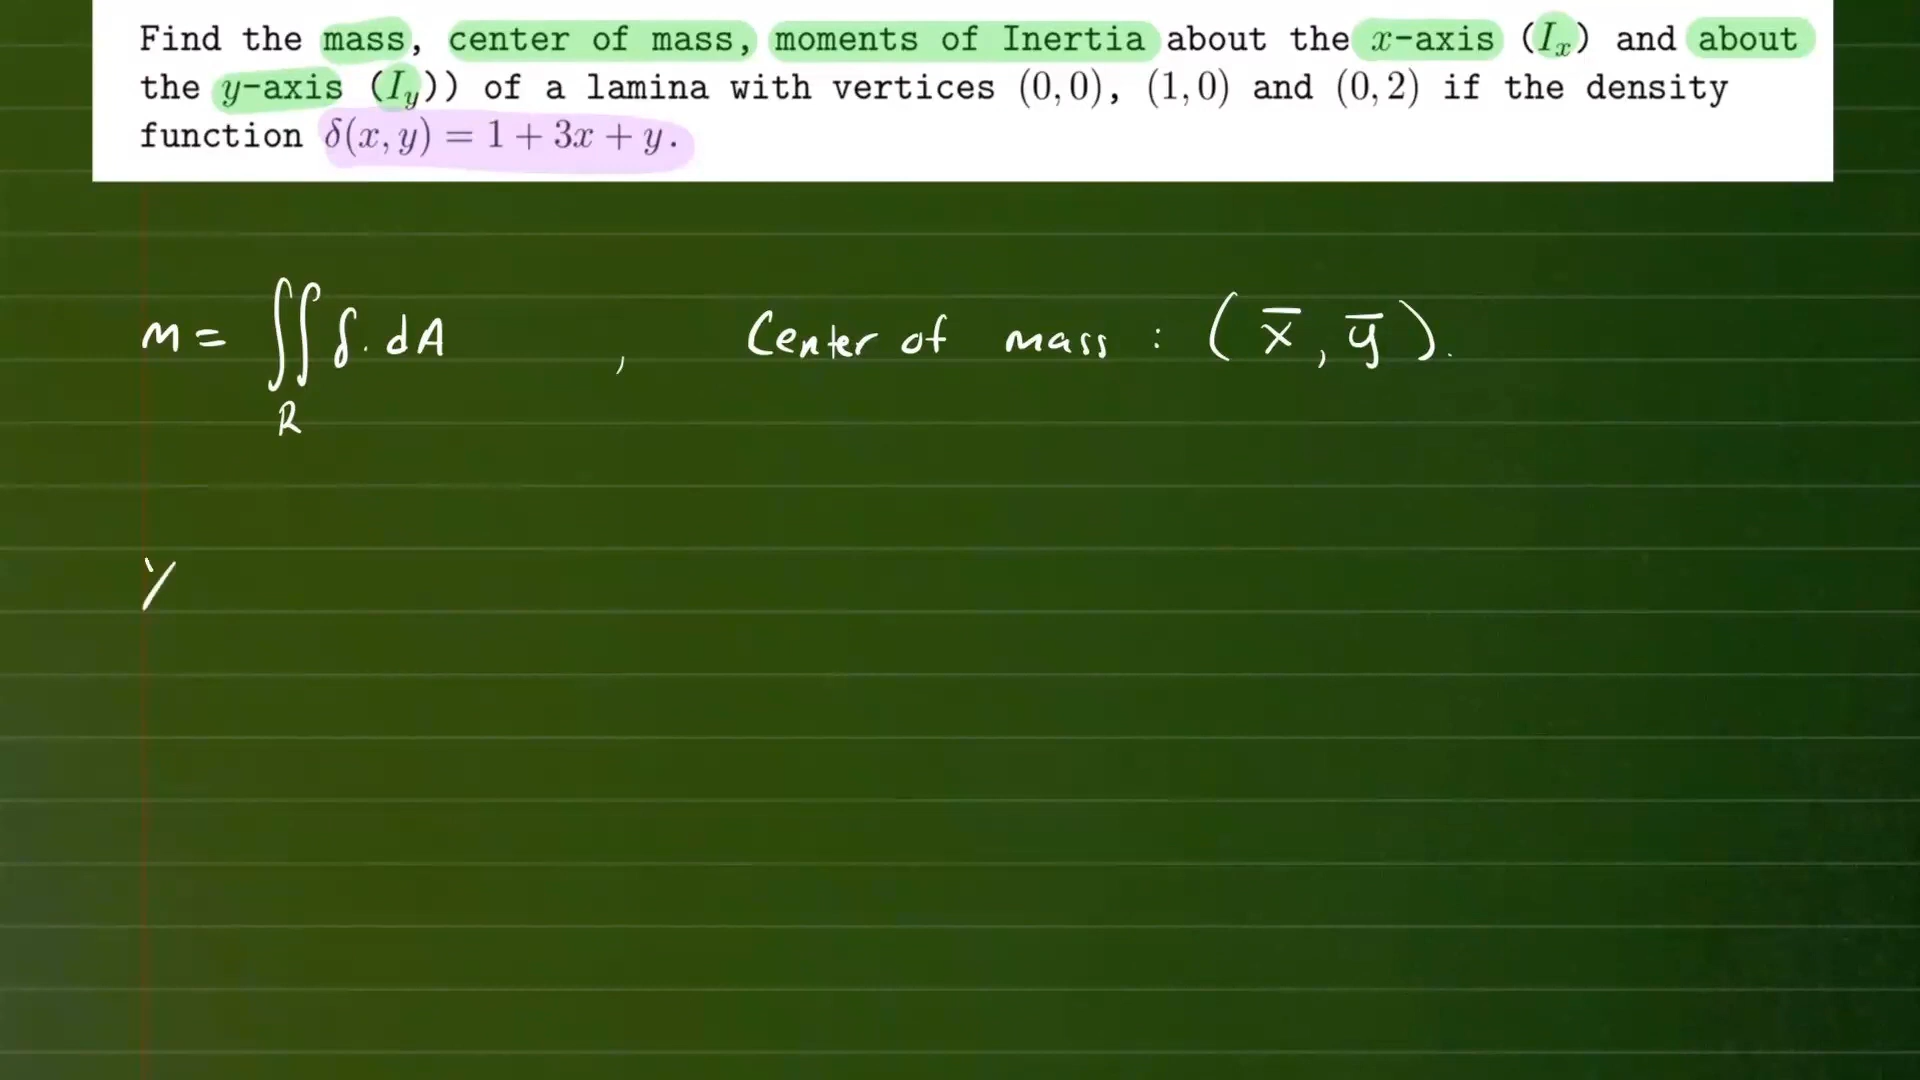 Find the mass, center of mass, moments of Inertia about the x-axis (Iₓ) and about
the y-axis (I_y)) of a lamina with vertices (0,0), (1,0) and (0,2) if the density
function δ(x,y) = 1 + 3x + y.
m = ∬ δ. dA , Center of mass : ( x̄ , ȳ ).
R